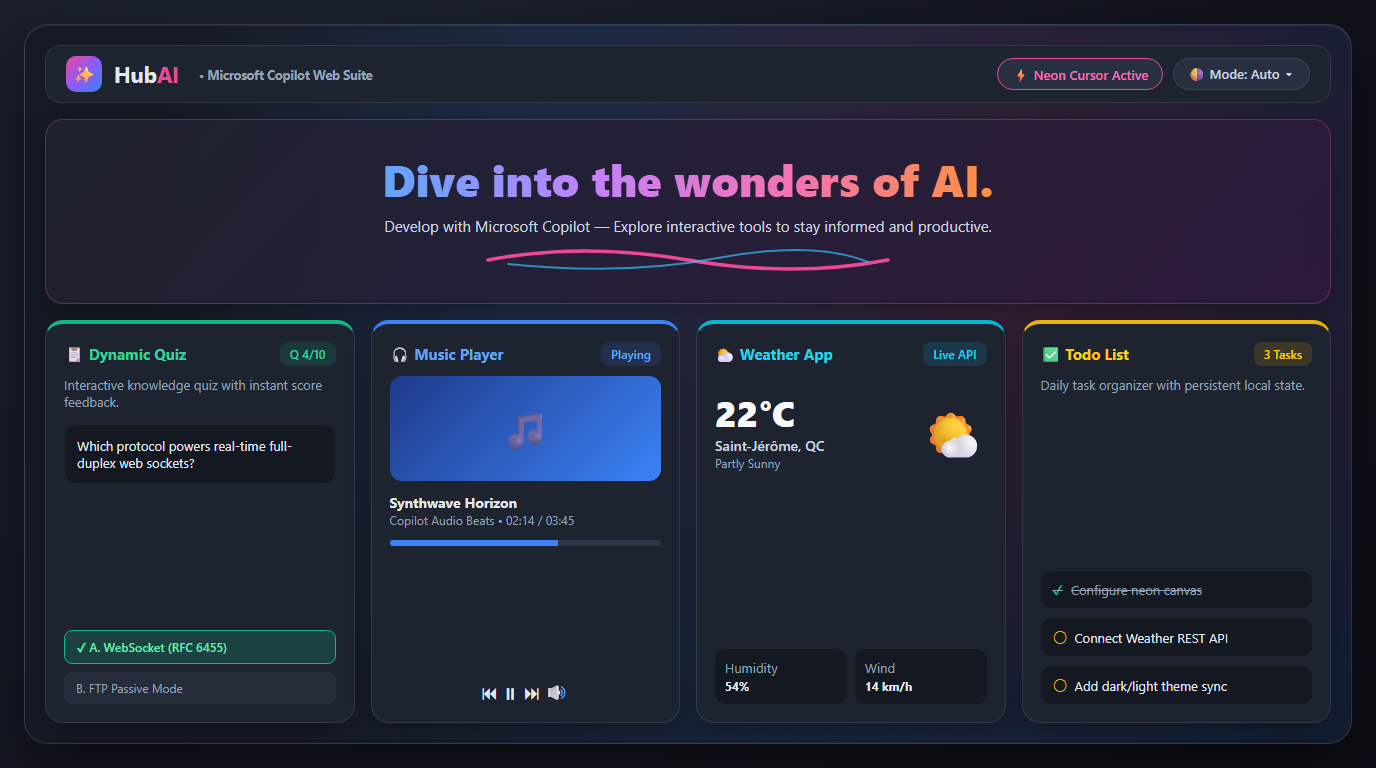 HubAI • Microsoft Copilot Web Suite
Neon Cursor Active
Mode: Auto
Dive into the wonders of AI.
Develop with Microsoft Copilot — Explore interactive tools to stay informed and productive.
Dynamic Quiz
Q 4/10
Interactive knowledge quiz with instant score
feedback.
Which protocol powers real-time full-
duplex web sockets?
✓ A. WebSocket (RFC 6455)
B. FTP Passive Mode
Music Player
Playing
Synthwave Horizon
Copilot Audio Beats • 02:14 / 03:45
Weather App
Live API
22°C
Saint-Jérôme, QC
Partly Sunny
Humidity
54%
Wind
14 km/h
Todo List
3 Tasks
Daily task organizer with persistent local state.
✓ Configure neon canvas
Connect Weather REST API
Add dark/light theme sync